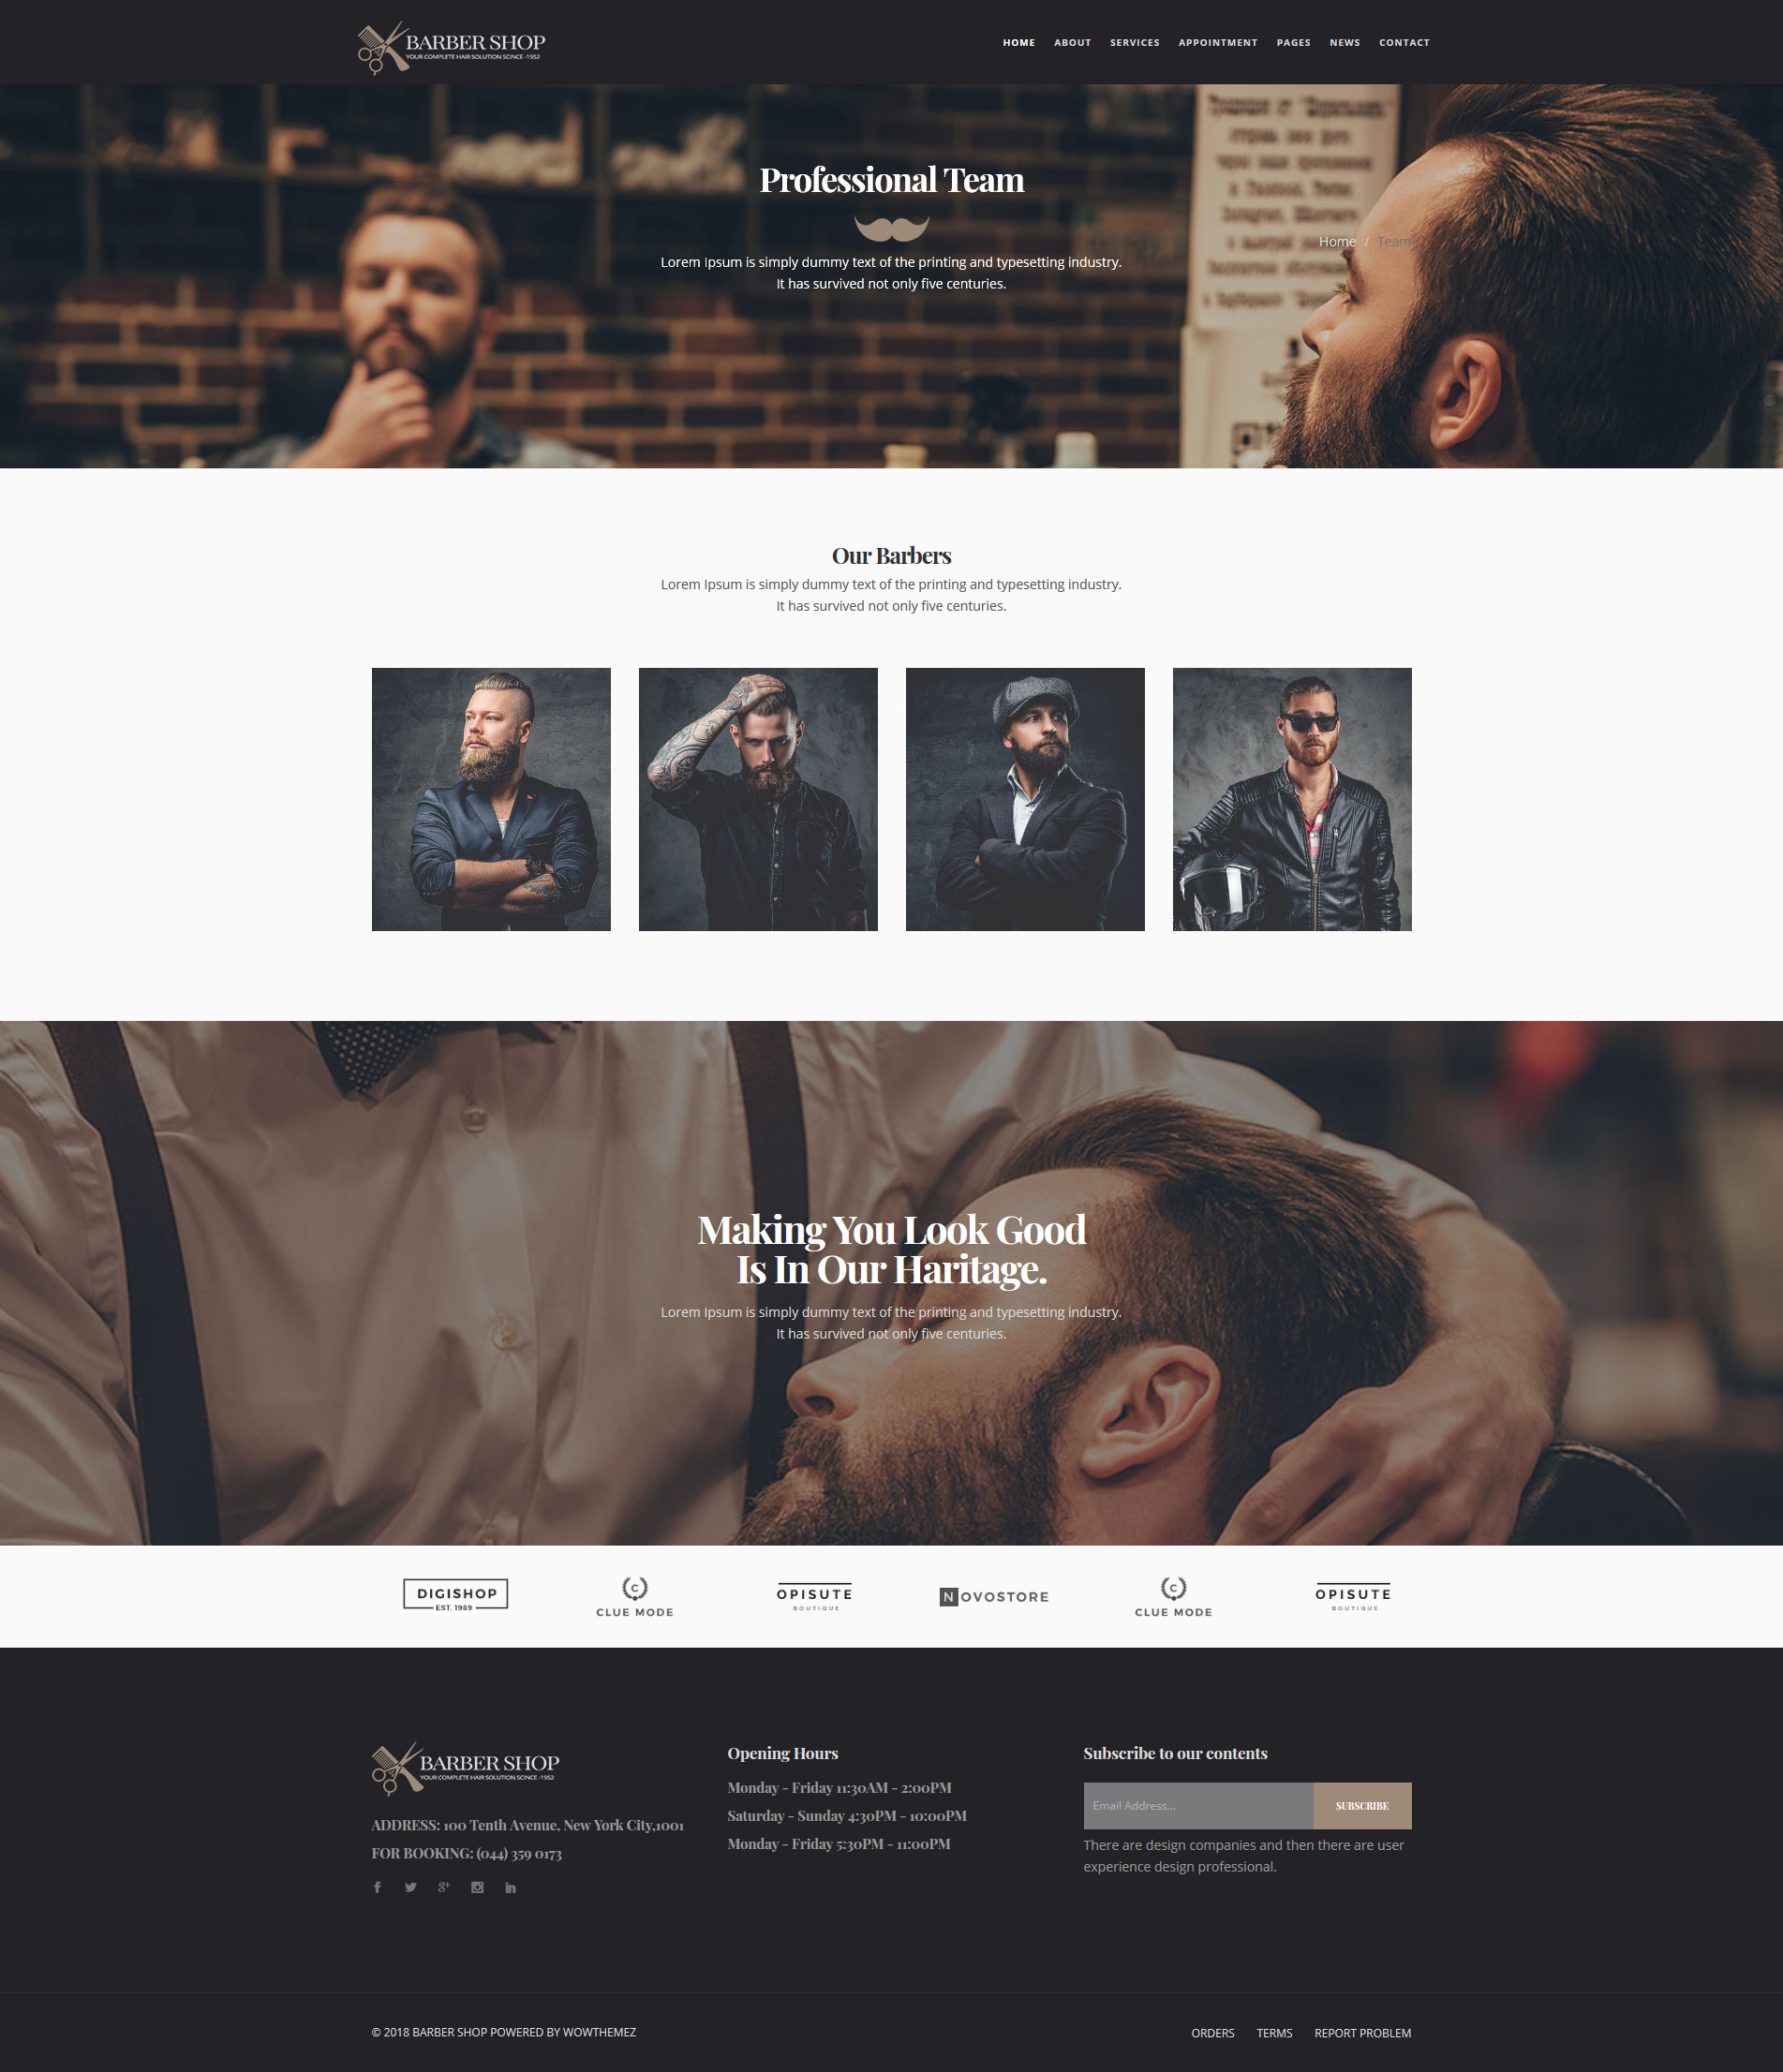 BARBER SHOP
YOUR COMPLETE HAIR SOLUTION SCINCE -1952
HOME ABOUT SERVICES APPOINTMENT PAGES NEWS CONTACT
Professional Team
Lorem Ipsum is simply dummy text of the printing and typesetting industry.
It has survived not only five centuries.
Home / Team
Our Barbers
Lorem Ipsum is simply dummy text of the printing and typesetting industry.
It has survived not only five centuries.
Making You Look Good
Is In Our Haritage.
Lorem Ipsum is simply dummy text of the printing and typesetting industry.
It has survived not only five centuries.
DIGISHOP
EST. 1989
C
CLUE MODE
OPISUTE
BOUTIQUE
NOVOSTORE
C
CLUE MODE
OPISUTE
BOUTIQUE
BARBER SHOP
YOUR COMPLETE HAIR SOLUTION SCINCE -1952
ADDRESS: 100 Tenth Avenue, New York City,1001
FOR BOOKING: (044) 359 0173
Opening Hours
Monday - Friday 11:30AM - 2:00PM
Saturday - Sunday 4:30PM - 10:00PM
Monday - Friday 5:30PM - 11:00PM
Subscribe to our contents
Email Address... SUBSCRIBE
There are design companies and then there are user
experience design professional.
© 2018 BARBER SHOP POWERED BY WOWTHEMEZ
ORDERS TERMS REPORT PROBLEM